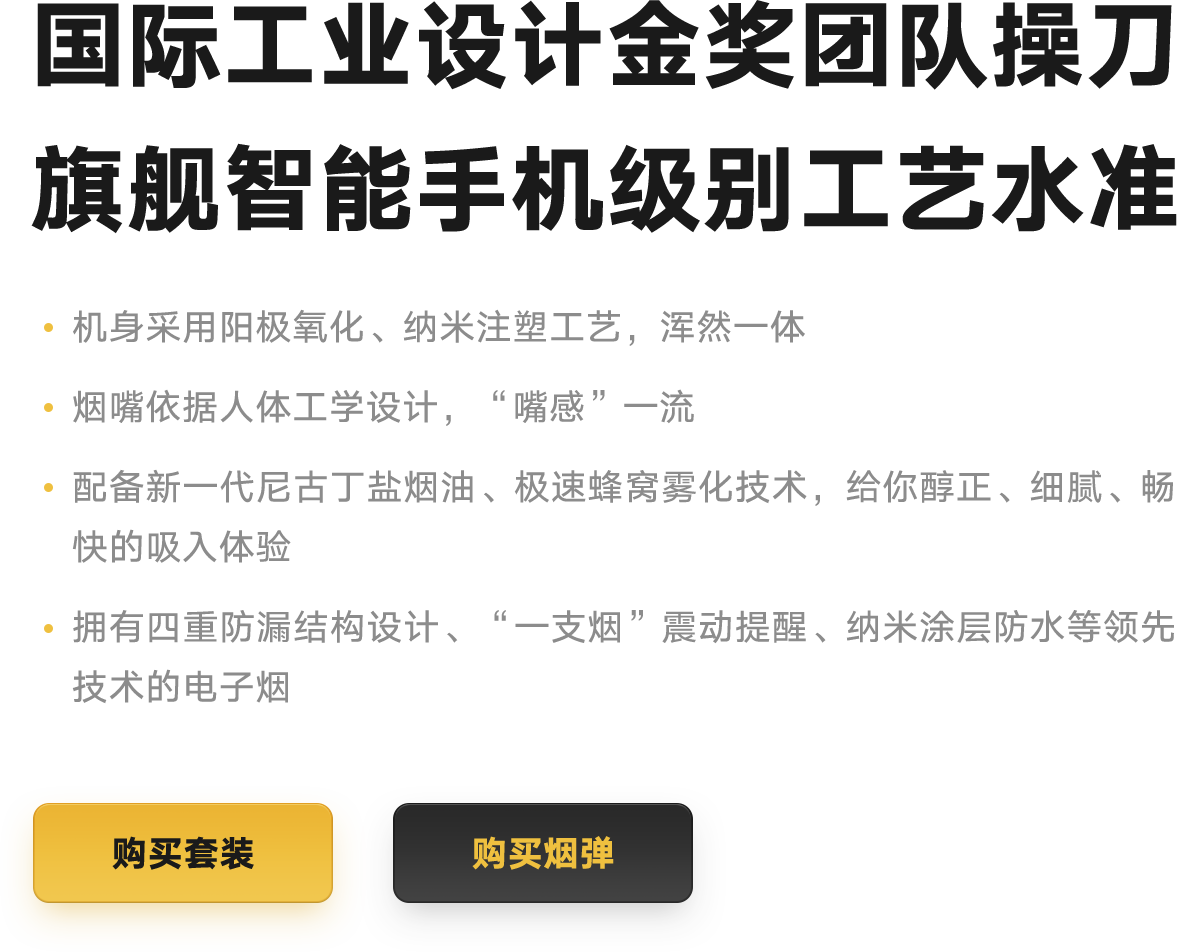 国际工业设计金奖团队操刀
旗舰智能手机级别工艺水准
机身采用阳极氧化、纳米注塑工艺，浑然一体
烟嘴依据人体工学设计，“嘴感”一流
配备新一代尼古丁盐烟油、极速蜂窝雾化技术，给你醇正、细腻、畅
快的吸入体验
拥有四重防漏结构设计、“一支烟”震动提醒、纳米涂层防水等领先
技术的电子烟
购买套装
购买烟弹